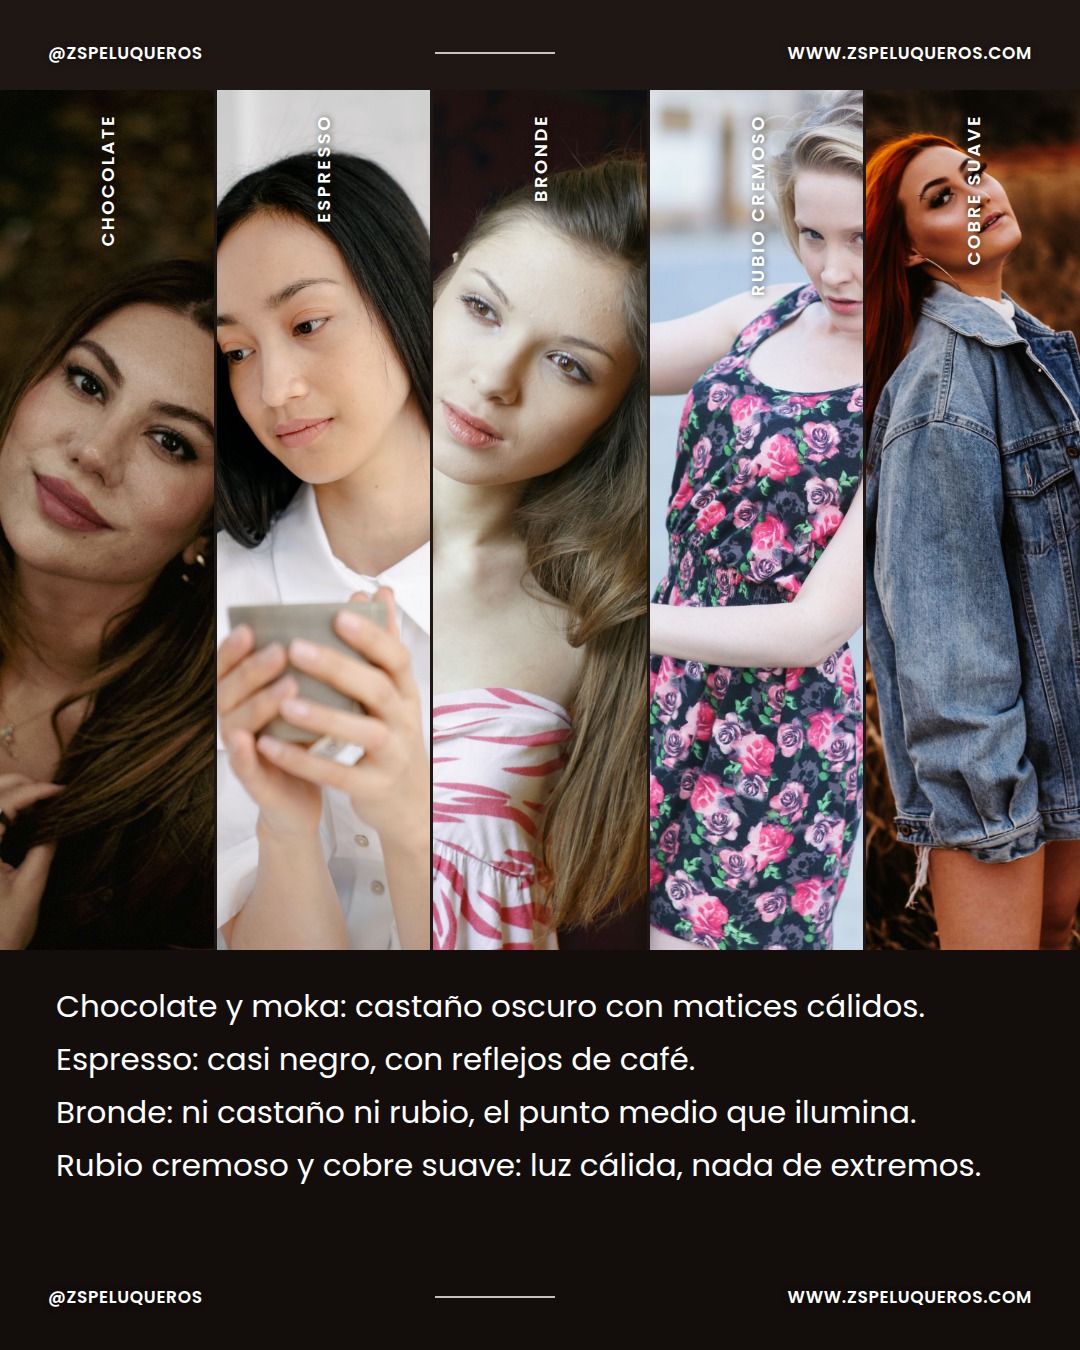 @ZSPELUQUEROS
WWW.ZSPELUQUEROS.COM
CHOCOLATE
ESPRESSO
BRONDE
RUBIO CREMOSO
COBRE SUAVE
Chocolate y moka: castaño oscuro con matices cálidos.
Espresso: casi negro, con reflejos de café.
Bronde: ni castaño ni rubio, el punto medio que ilumina.
Rubio cremoso y cobre suave: luz cálida, nada de extremos.
@ZSPELUQUEROS
WWW.ZSPELUQUEROS.COM